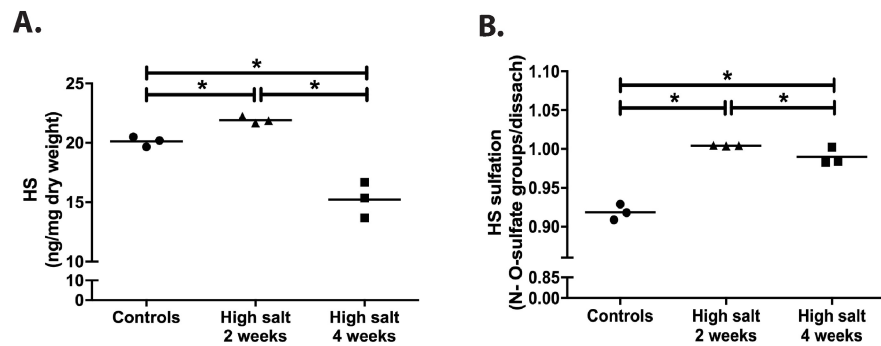 A.
*
*
*
25
20
15
10
10
0
HS
(ng/mg dry weight)
Controls
High salt
2 weeks
High salt
4 weeks
B.
*
*
*
1.10
1.05
1.00
0.95
0.90
0.85
0.00
HS sulfation
(N- O-sulfate groups/dissach)
Controls
High salt
2 weeks
High salt
4 weeks